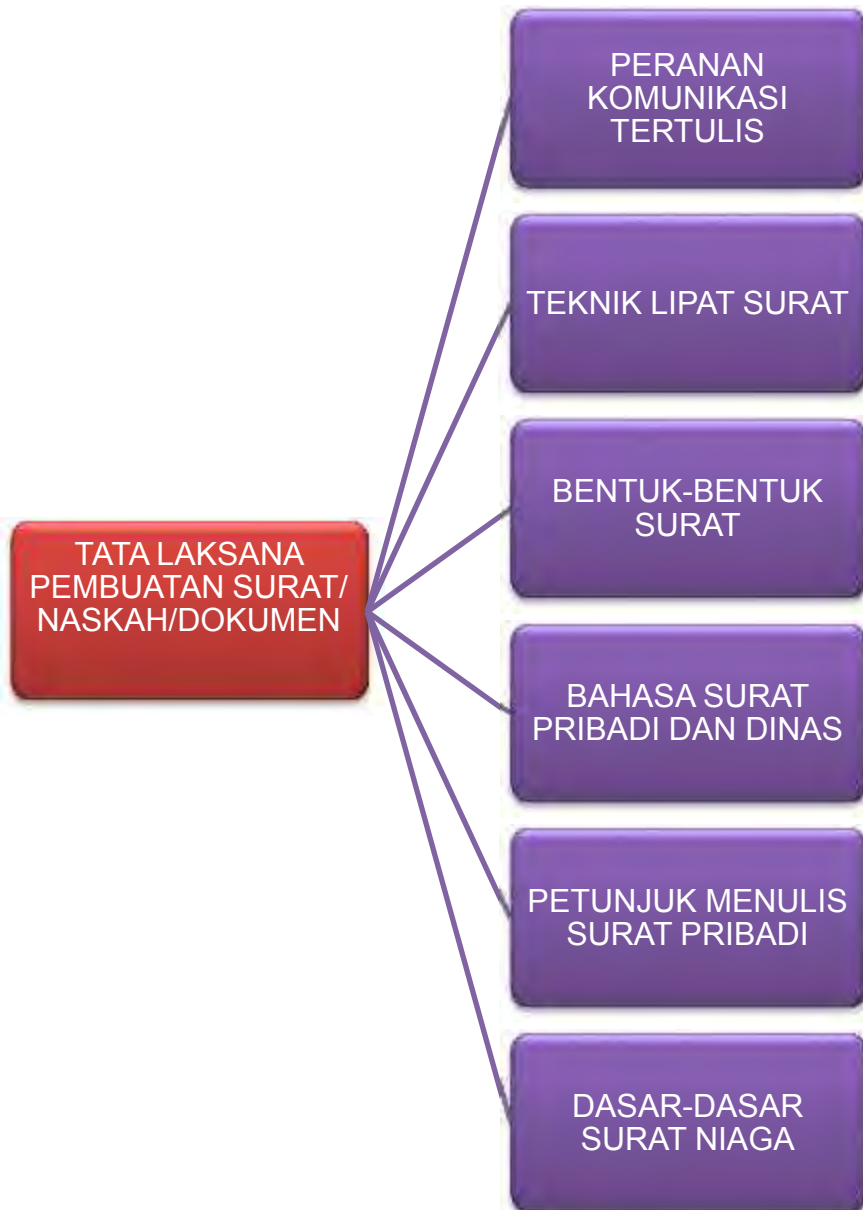 PERANAN
KOMUNIKASI
TERTULIS
TEKNIK LIPAT SURAT
BENTUK-BENTUK
SURAT
TATA LAKSANA
PEMBUATAN SURAT/
NASKAH/DOKUMEN
BAHASA SURAT
PRIBADI DAN DINAS
PETUNJUK MENULIS
SURAT PRIBADI
DASAR-DASAR
SURAT NIAGA